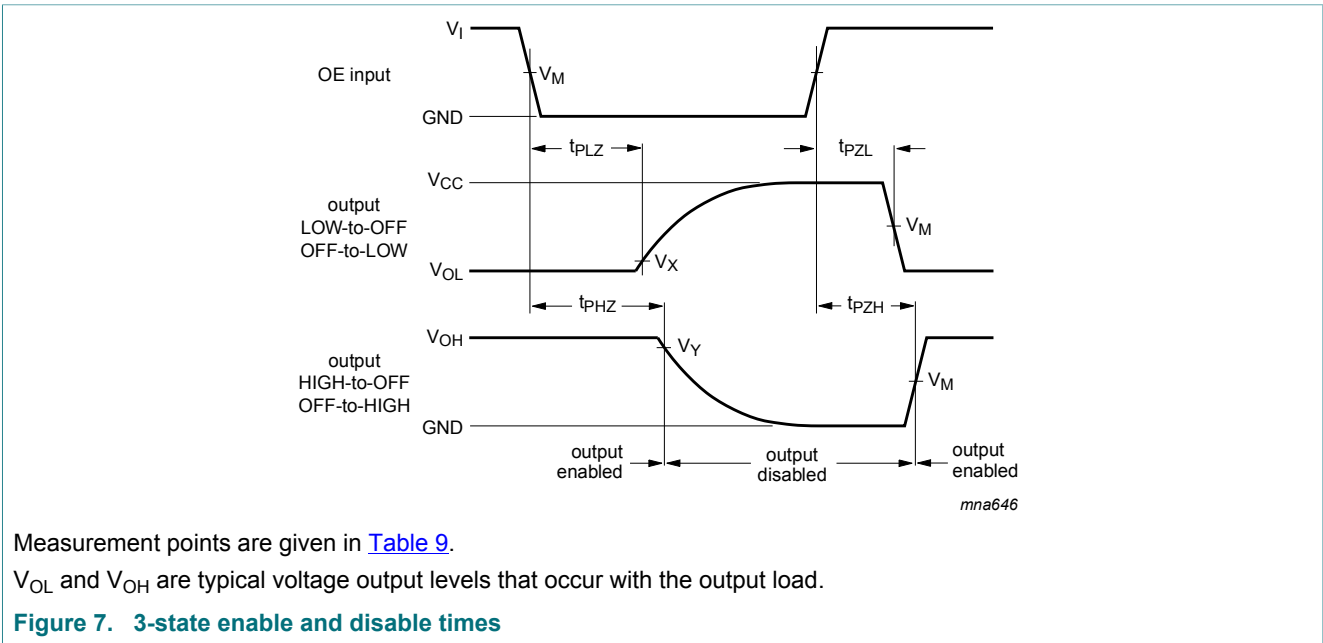 V_I
OE input
V_M
GND
t_PLZ
t_PZL
V_CC
output
LOW-to-OFF
OFF-to-LOW
V_M
V_X
V_OL
t_PHZ
t_PZH
V_OH
V_Y
output
HIGH-to-OFF
OFF-to-HIGH
V_M
GND
output
enabled
output
disabled
output
enabled
mna646
Measurement points are given in Table 9.
V_OL and V_OH are typical voltage output levels that occur with the output load.
Figure 7. 3-state enable and disable times